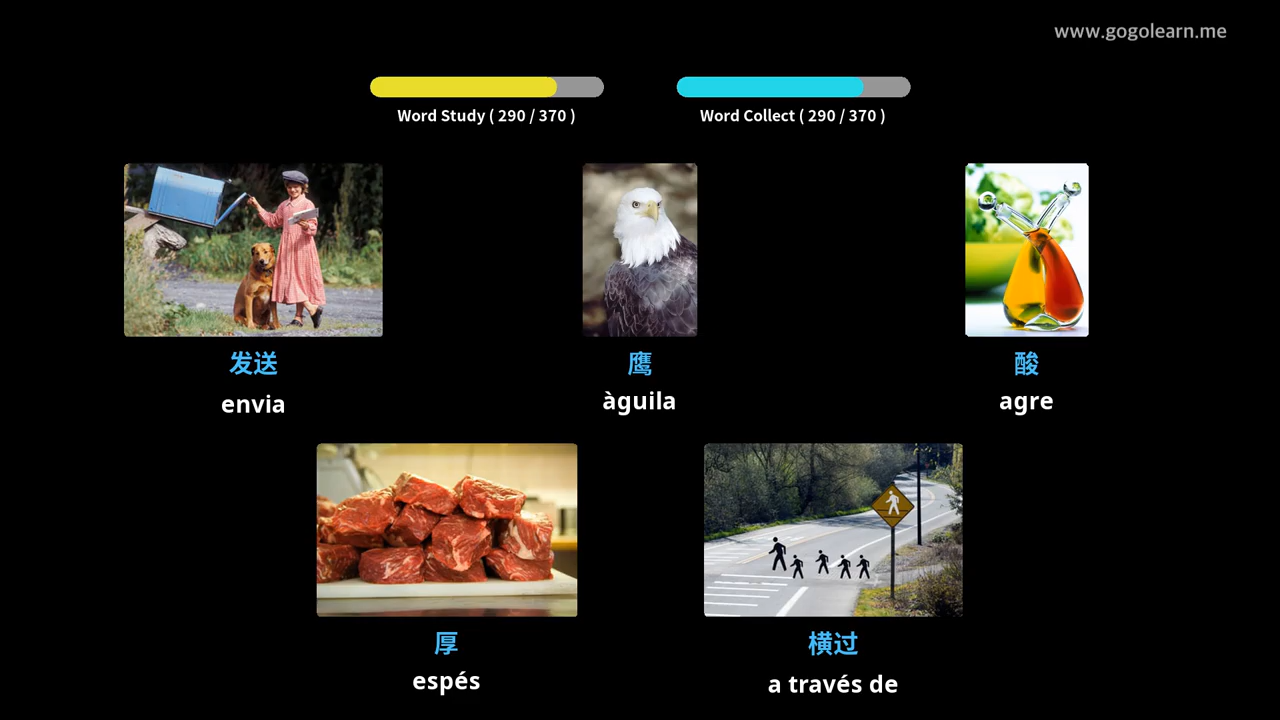 www.gogolearn.me
Word Study ( 290 / 370 )
Word Collect ( 290 / 370 )
发送
envia
鹰
àguila
酸
agre
厚
espés
横过
a través de